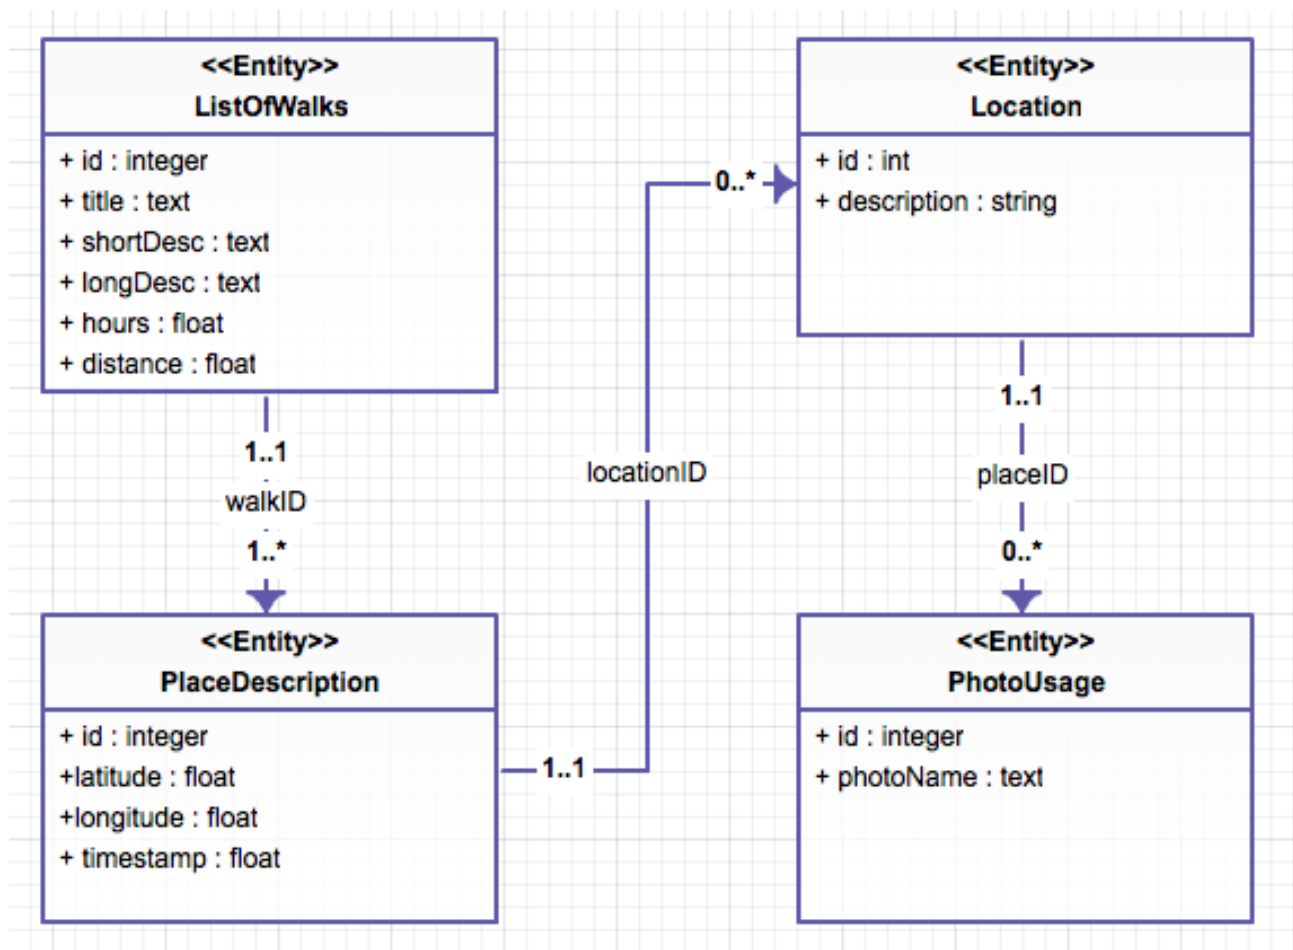 <<Entity>>
ListOfWalks
+ id : integer
+ title : text
+ shortDesc : text
+ longDesc : text
+ hours : float
+ distance : float
1..1
walkID
1..*
<<Entity>>
PlaceDescription
+ id : integer
+latitude : float
+longitude : float
+ timestamp : float
1..1
locationID
0..*
<<Entity>>
Location
+ id : int
+ description : string
1..1
placeID
0..*
<<Entity>>
PhotoUsage
+ id : integer
+ photoName : text